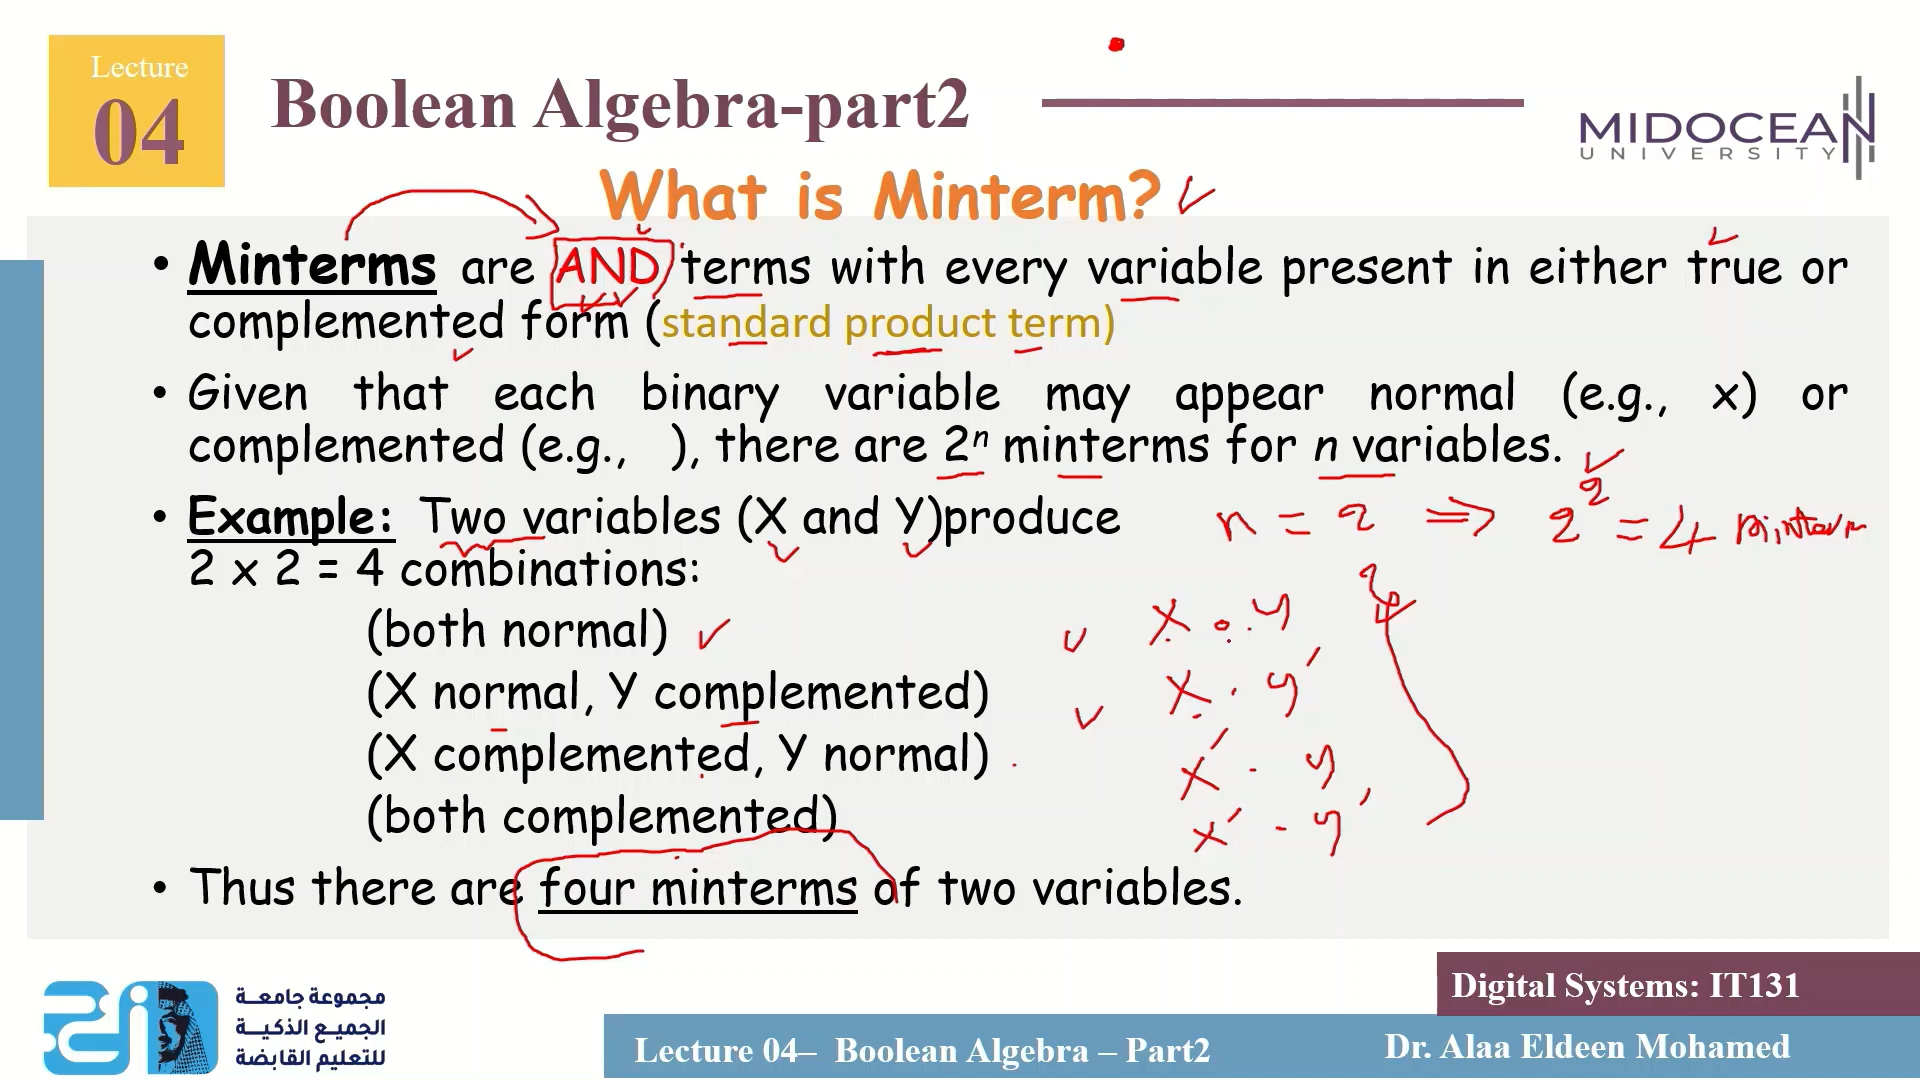 Lecture
04
Boolean Algebra-part2
MIDOCEAN
UNIVERSITY
What is Minterm?
• Minterms are AND terms with every variable present in either true or
complemented form (standard product term)
• Given that each binary variable may appear normal (e.g., x) or
complemented (e.g., ), there are 2ⁿ minterms for n variables.
• Example: Two variables (X and Y)produce
n = 2 ⇒ 2² = 4 Minterm
2 x 2 = 4 combinations:
(both normal)
X . Y
(X normal, Y complemented)
X . Y'
(X complemented, Y normal)
X' . Y
(both complemented)
X' . Y'
• Thus there are four minterms of two variables.
مجموعة جامعة
الجميع الذكية
للتعليم القابضة
Digital Systems: IT131
Lecture 04– Boolean Algebra – Part2
Dr. Alaa Eldeen Mohamed